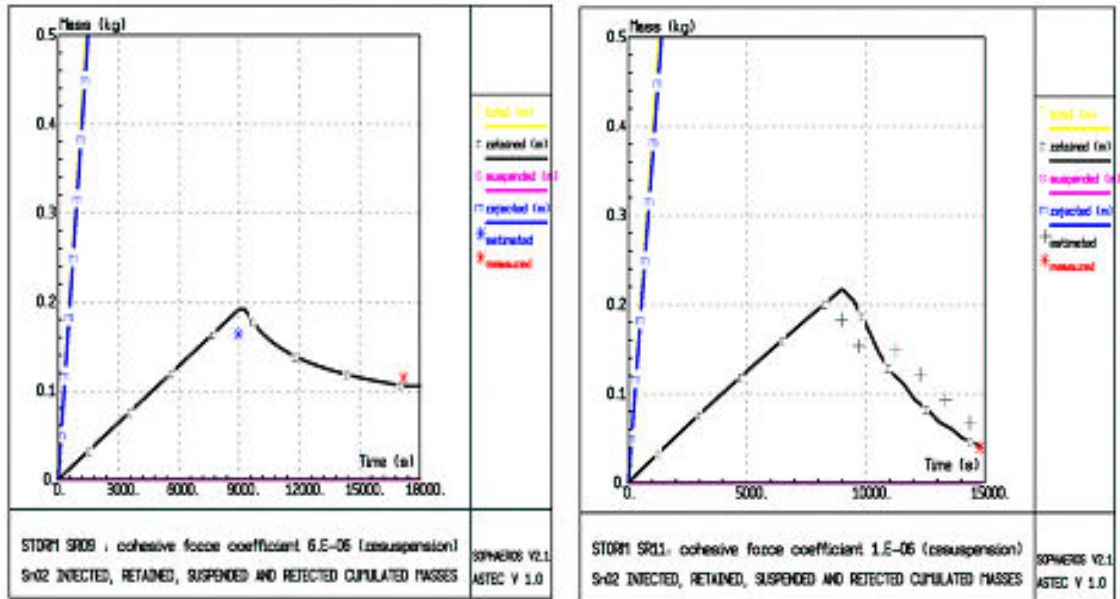 Mass (kg)
0.5
0.4
0.3
0.2
0.1
0.
0. 3000. 6000. 9000. 12000. 15000. 18000.
Time (s)
total (m)
retained (m)
suspended (m)
rejected (m)
estimated
measured
STORM SR09 : cohesive force coefficient 6.E-06 (resuspension)
SnO2 INJECTED, RETAINED, SUSPENDED AND REJECTED CUMULATED MASSES
SOPHAEROS V2.1
ASTEC V 1.0
Mass (kg)
0.5
0.4
0.3
0.2
0.1
0.
0. 5000. 10000. 15000.
Time (s)
total (m)
retained (m)
suspended (m)
rejected (m)
estimated
measured
STORM SR11: cohesive force coefficient 1.E-06 (resuspension)
SnO2 INJECTED, RETAINED, SUSPENDED AND REJECTED CUMULATED MASSES
SOPHAEROS V2.1
ASTEC V 1.0